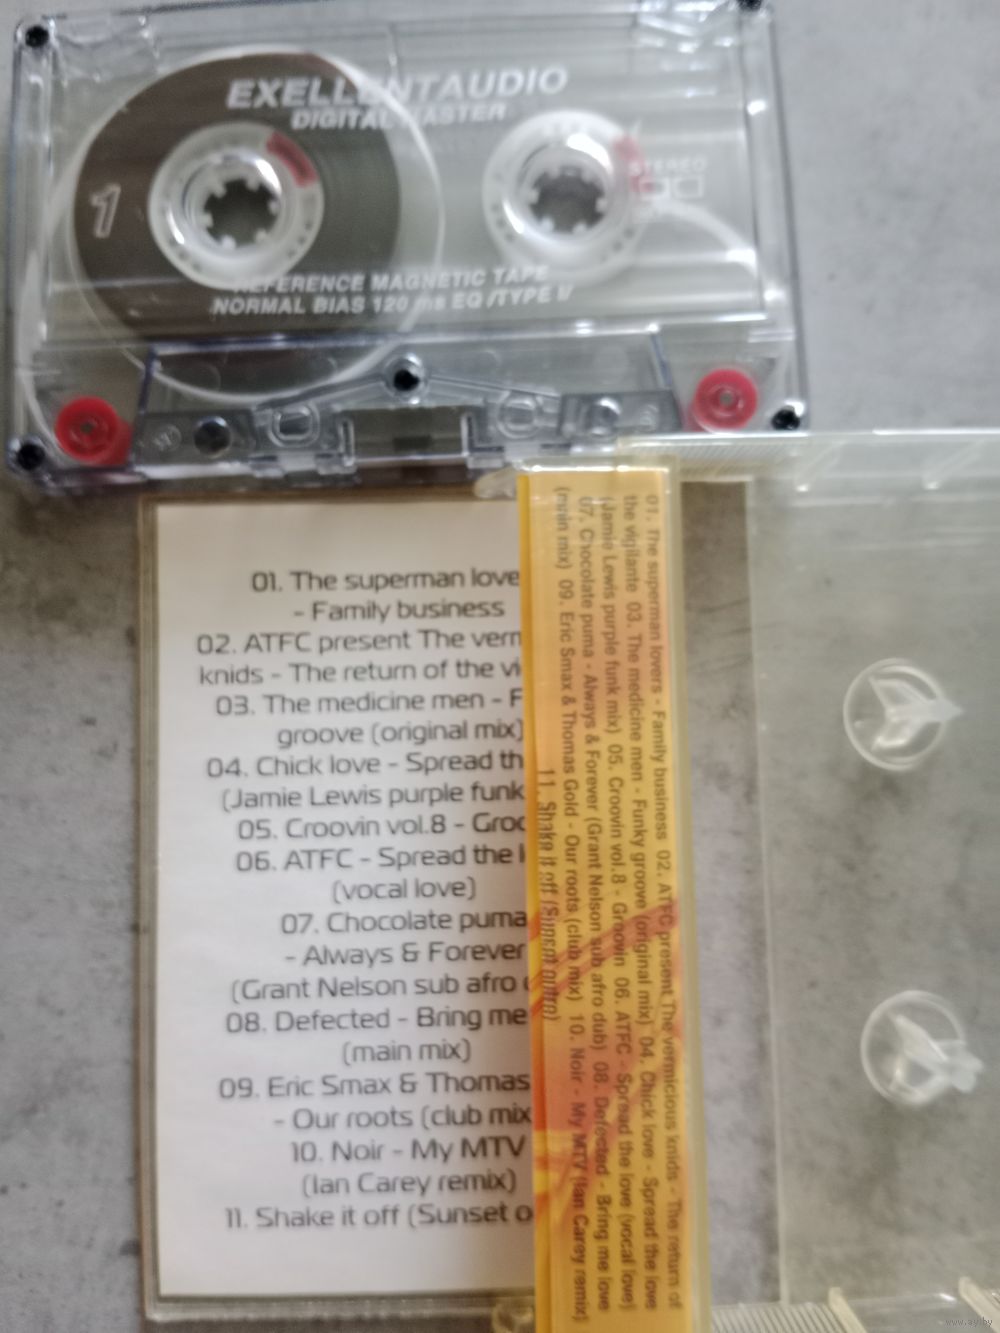 EXELLENTAUDIO
DIGITAL MASTER
1
STEREO
REFERENCE MAGNETIC TAPE
NORMAL BIAS 120 ms EQ /TYPE I/
01. The superman love
- Family business
02. ATFC present The verm
knids - The return of the vi
03. The medicine men - F
groove (original mix)
04. Chick love - Spread th
(Jamie Lewis purple funk
05. Croovin vol.8 - Groo
06. ATFC - Spread the l
(vocal love)
07. Chocolate puma
- Always & Forever
(Grant Nelson sub afro
08. Defected - Bring me
(main mix)
09. Eric Smax & Thomas
- Our roots (club mix
10. Noir - My MTV
(Ian Carey remix)
11. Shake it off (Sunset o
01. The superman lovers - Family business 02. ATFC present The vermicious knids - The return of
the vigilante 03. The medicine men - Funky groove (original mix) 04. Chick love - Spread the love
(Jamie Lewis purple funk mix) 05. Croovin vol.8 - Groovin 06. ATFC - Spread the love (vocal love)
07. Chocolate puma - Always & Forever (Grant Nelson sub afro dub) 08. Defected - Bring me love
(main mix) 09. Eric Smax & Thomas Gold - Our roots (club mix) 10. Noir - My MTV (Ian Carey remix)
11. Shake it off (Sunset outro)
www.ay.by